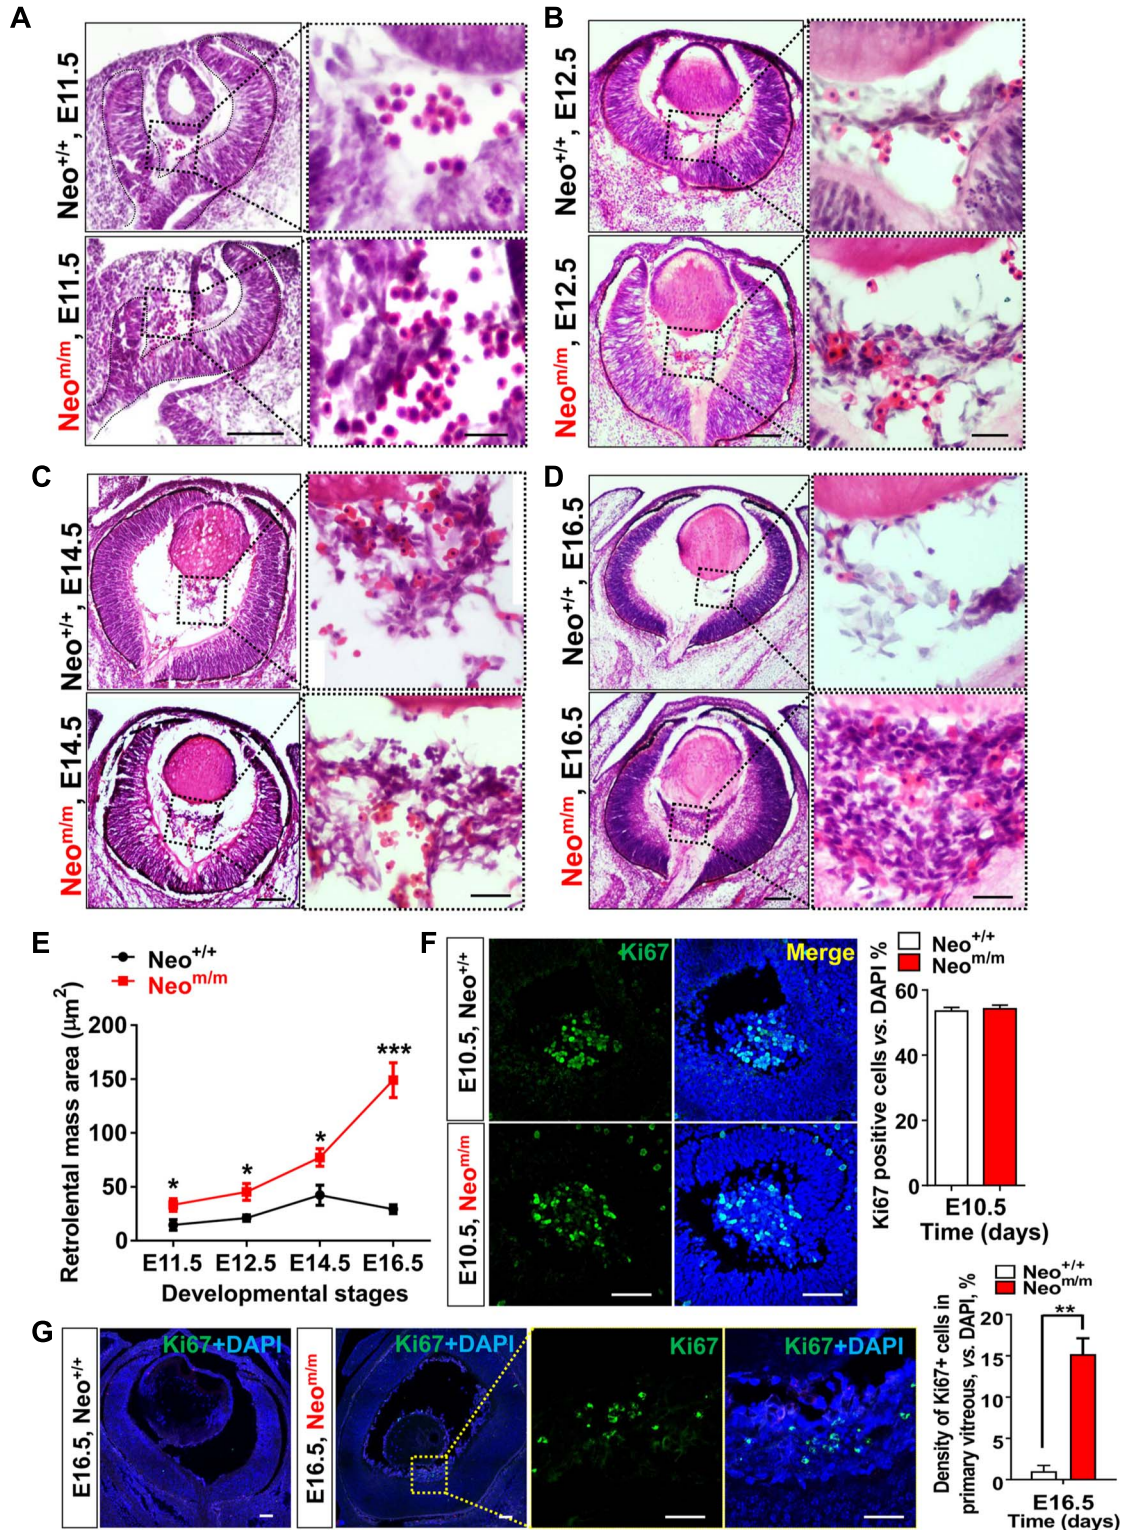 A
Neo+/+, E11.5
Neom/m, E11.5
B
Neo+/+, E12.5
Neom/m, E12.5
C
Neo+/+, E14.5
Neom/m, E14.5
D
Neo+/+, E16.5
Neom/m, E16.5
E
Neo+/+
Neom/m
Retrolental mass area (μm2)
200
150
100
50
0
*
*
*
***
E11.5 E12.5 E14.5 E16.5
Developmental stages
F
E10.5, Neo+/+
E10.5, Neom/m
Ki67
Merge
Neo+/+
Neom/m
Ki67 positive cells vs. DAPI %
60
40
20
0
E10.5
Time (days)
G
E16.5, Neo+/+
Ki67+DAPI
E16.5, Neom/m
Ki67+DAPI
Ki67
Ki67+DAPI
Neo+/+
Neom/m
Density of Ki67+ cells in
primary vitreous, vs. DAPI, %
20
15
10
5
0
**
E16.5
Time (days)